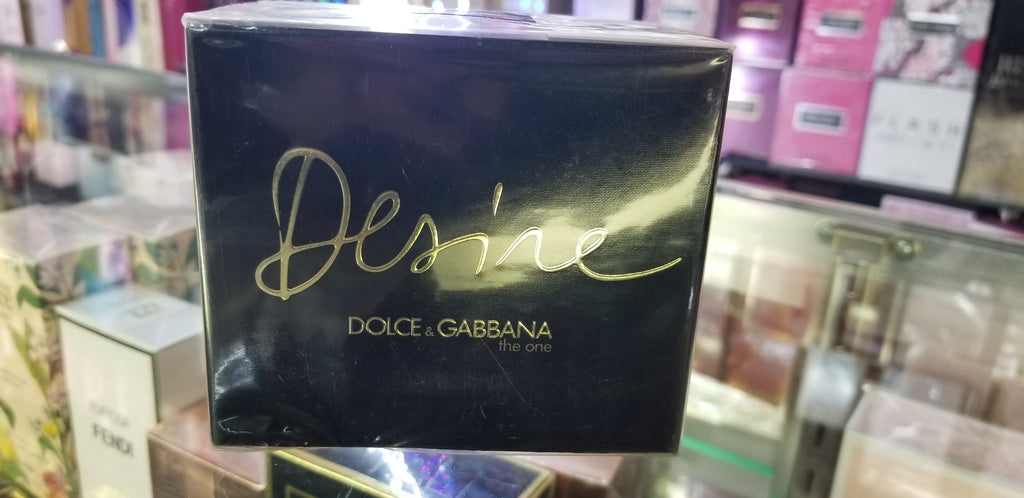 Desire
DOLCE & GABBANA
the one
FENDI
FLASH